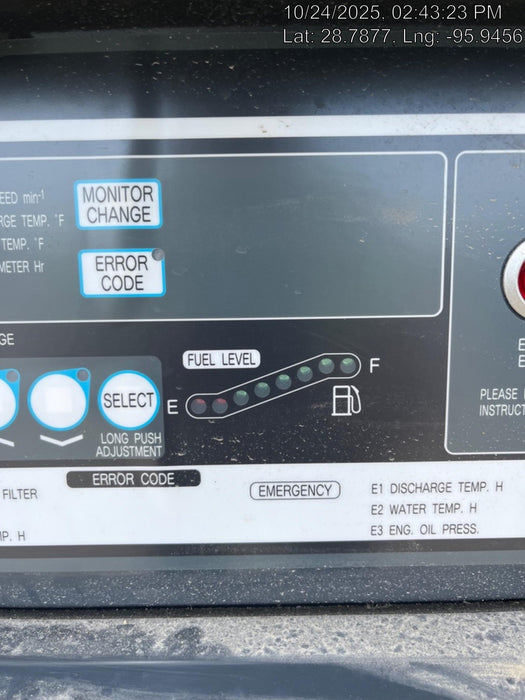 10/24/2025, 02:43:23 PM
Lat: 28.7877, Lng: -95.9456
EED min-1
RGE TEMP. °F
TEMP. °F
METER Hr
MONITOR
CHANGE
ERROR
CODE
GE
FUEL LEVEL
E
F
SELECT
LONG PUSH
ADJUSTMENT
E
E
PLEASE
INSTRUCT
ERROR CODE
FILTER
MP. H
EMERGENCY
E1 DISCHARGE TEMP. H
E2 WATER TEMP. H
E3 ENG. OIL PRESS.